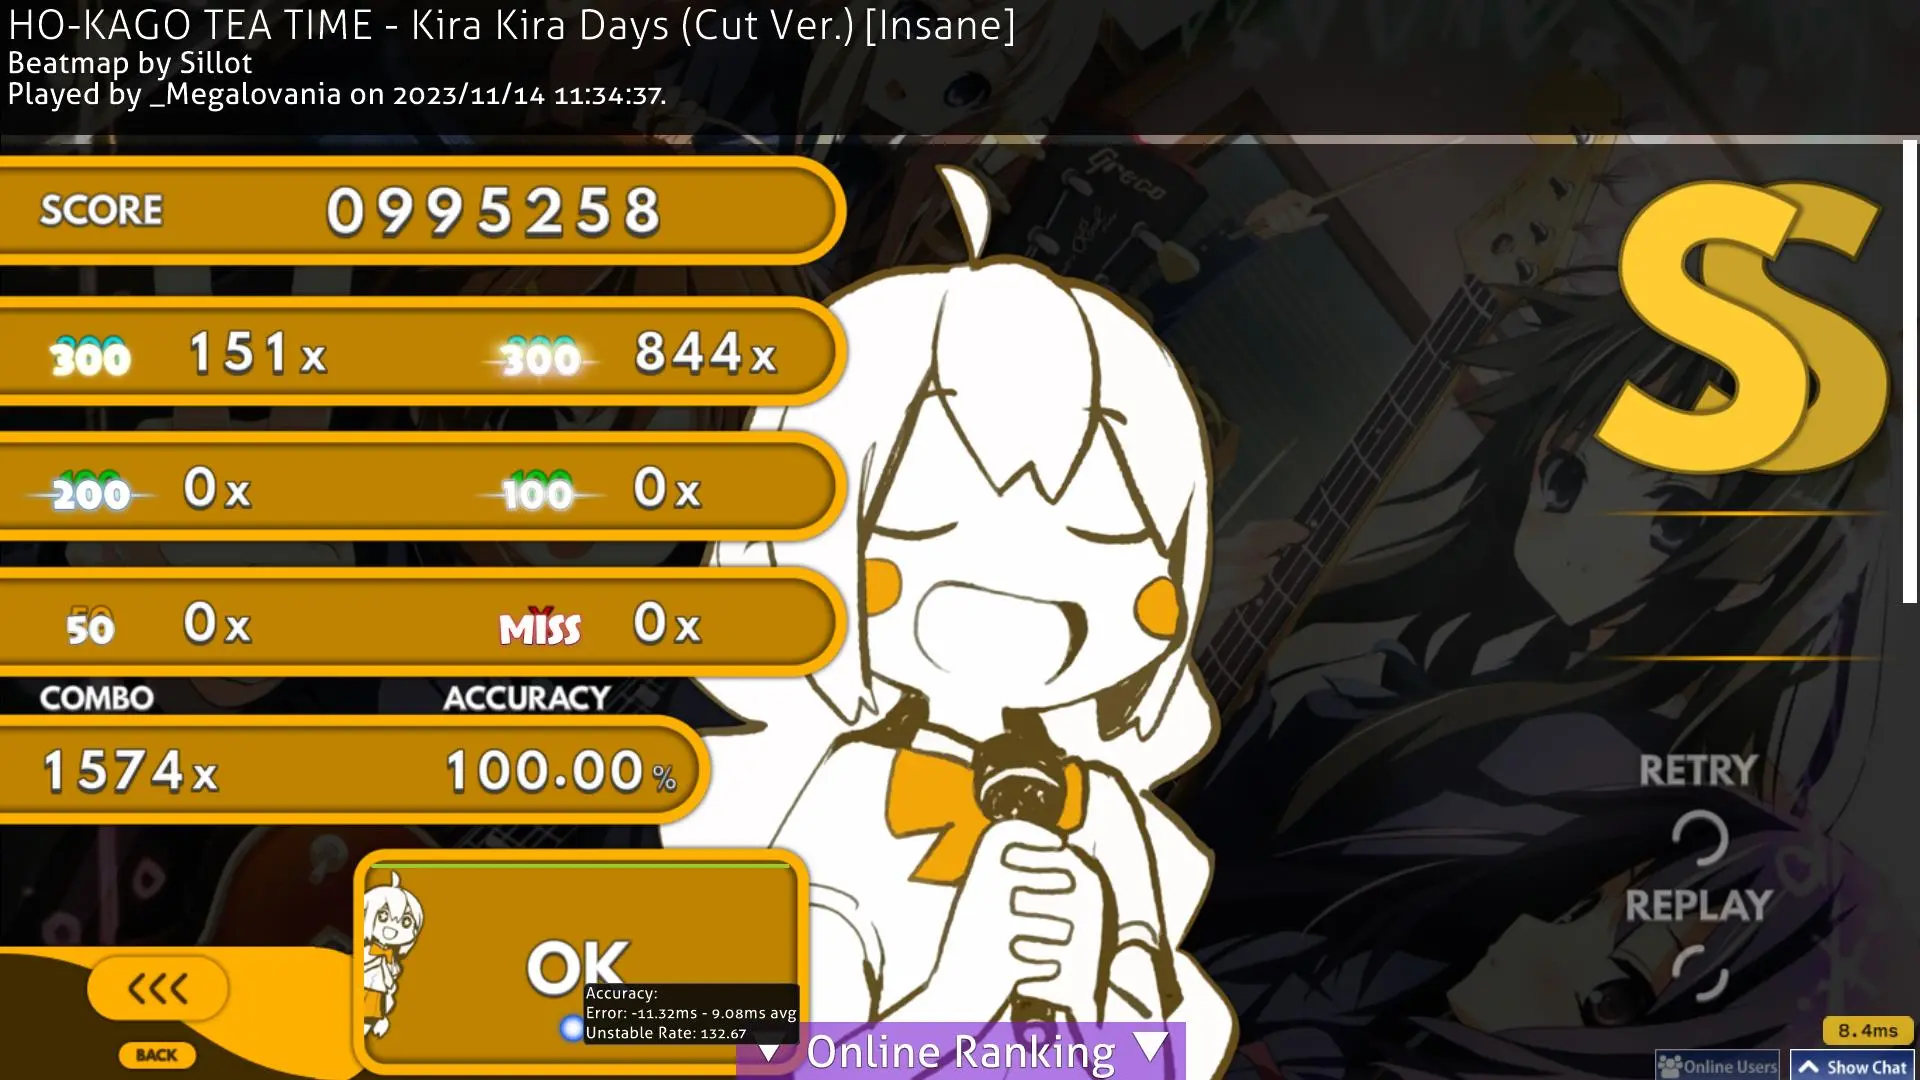 HO-KAGO TEA TIME - Kira Kira Days (Cut Ver.) [Insane]
Beatmap by Sillot
Played by _Megalovania on 2023/11/14 11:34:37.
SCORE 0995258
300 151x 300 844x
200 0x 100 0x
50 0x MISS 0x
COMBO ACCURACY
1574x 100.00%
SS
Greco
RETRY
REPLAY
OK
Accuracy:
Error: -11.32ms - 9.08ms avg
Unstable Rate: 132.67
<<<
BACK
Online Ranking
8.4ms
Online Users
Show Chat